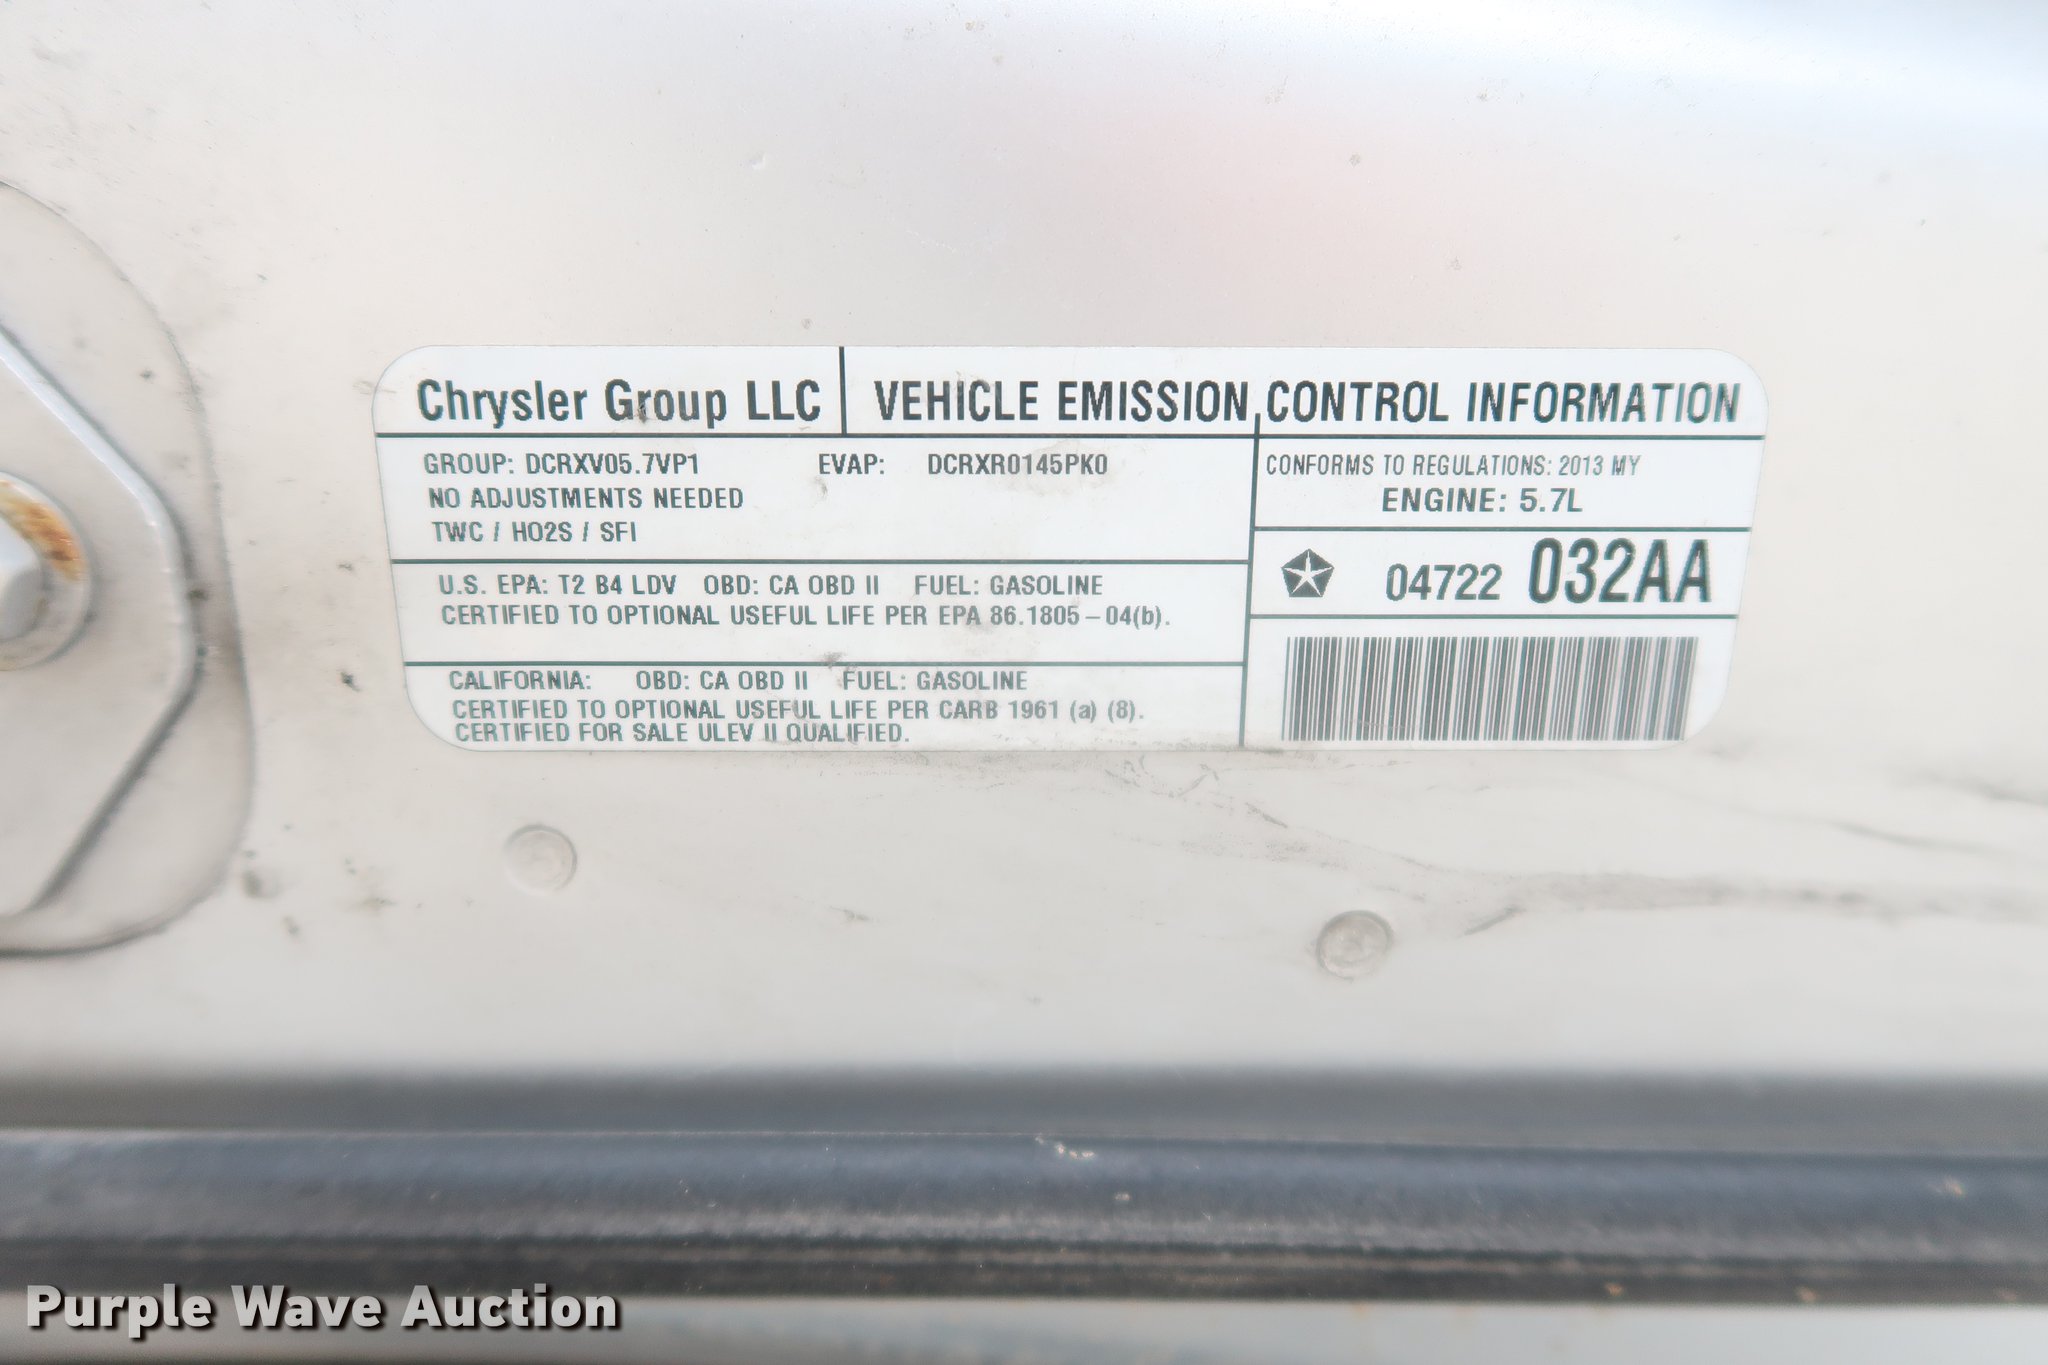 Chrysler Group LLC VEHICLE EMISSION CONTROL INFORMATION
GROUP: DCRXV05.7VP1 EVAP: DCRXR0145PK0
NO ADJUSTMENTS NEEDED
TWC / HO2S / SFI
CONFORMS TO REGULATIONS: 2013 MY
ENGINE: 5.7L
04722 032AA
U.S. EPA: T2 B4 LDV OBD: CA OBD II FUEL: GASOLINE
CERTIFIED TO OPTIONAL USEFUL LIFE PER EPA 86.1805-04(b).
CALIFORNIA: OBD: CA OBD II FUEL: GASOLINE
CERTIFIED TO OPTIONAL USEFUL LIFE PER CARB 1961 (a) (8).
CERTIFIED FOR SALE ULEV II QUALIFIED.
Purple Wave Auction